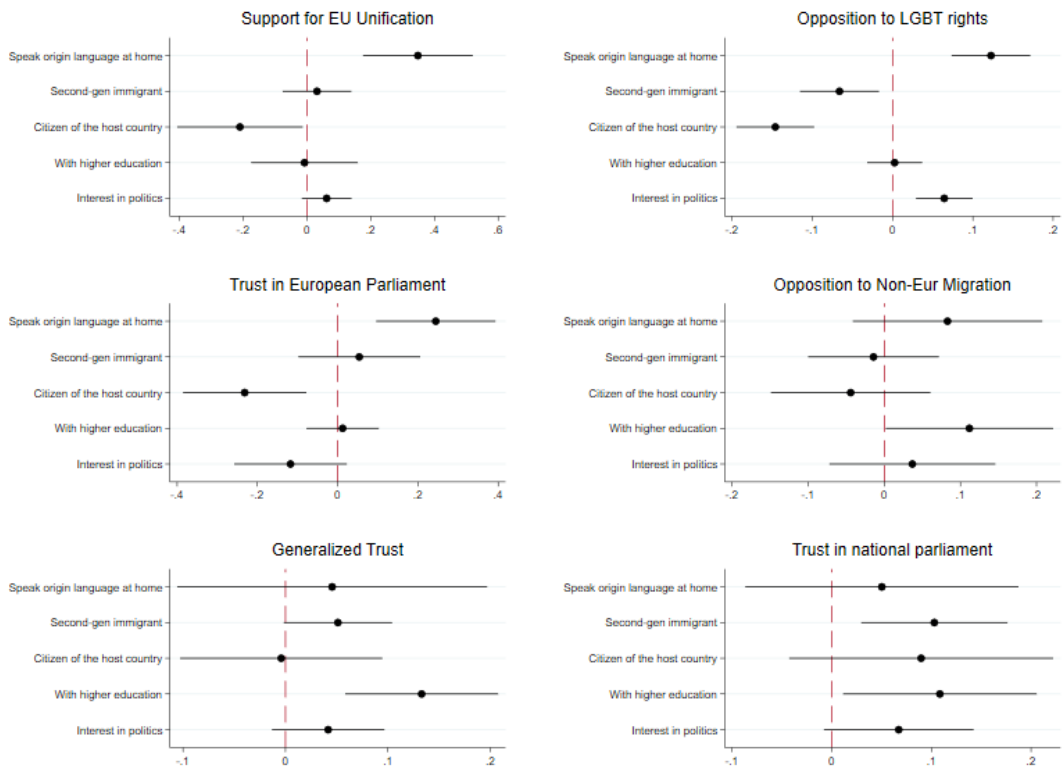 Support for EU Unification
Speak origin language at home
Second-gen immigrant
Citizen of the host country
With higher education
Interest in politics
-.4 -.2 0 .2 .4 .6
Opposition to LGBT rights
Speak origin language at home
Second-gen immigrant
Citizen of the host country
With higher education
Interest in politics
-.2 -.1 0 .1 .2
Trust in European Parliament
Speak origin language at home
Second-gen immigrant
Citizen of the host country
With higher education
Interest in politics
-.4 -.2 0 .2 .4
Opposition to Non-Eur Migration
Speak origin language at home
Second-gen immigrant
Citizen of the host country
With higher education
Interest in politics
-.2 -.1 0 .1 .2
Generalized Trust
Speak origin language at home
Second-gen immigrant
Citizen of the host country
With higher education
Interest in politics
-.1 0 .1 .2
Trust in national parliament
Speak origin language at home
Second-gen immigrant
Citizen of the host country
With higher education
Interest in politics
-.1 0 .1 .2